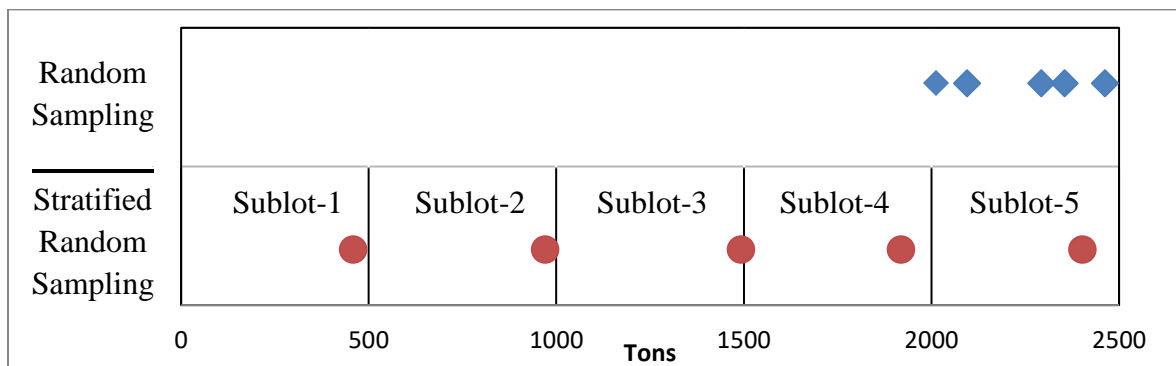 Random
Sampling
Stratified
Random
Sampling
Sublot-1 Sublot-2 Sublot-3 Sublot-4 Sublot-5
0 500 1000 1500 2000 2500
Tons